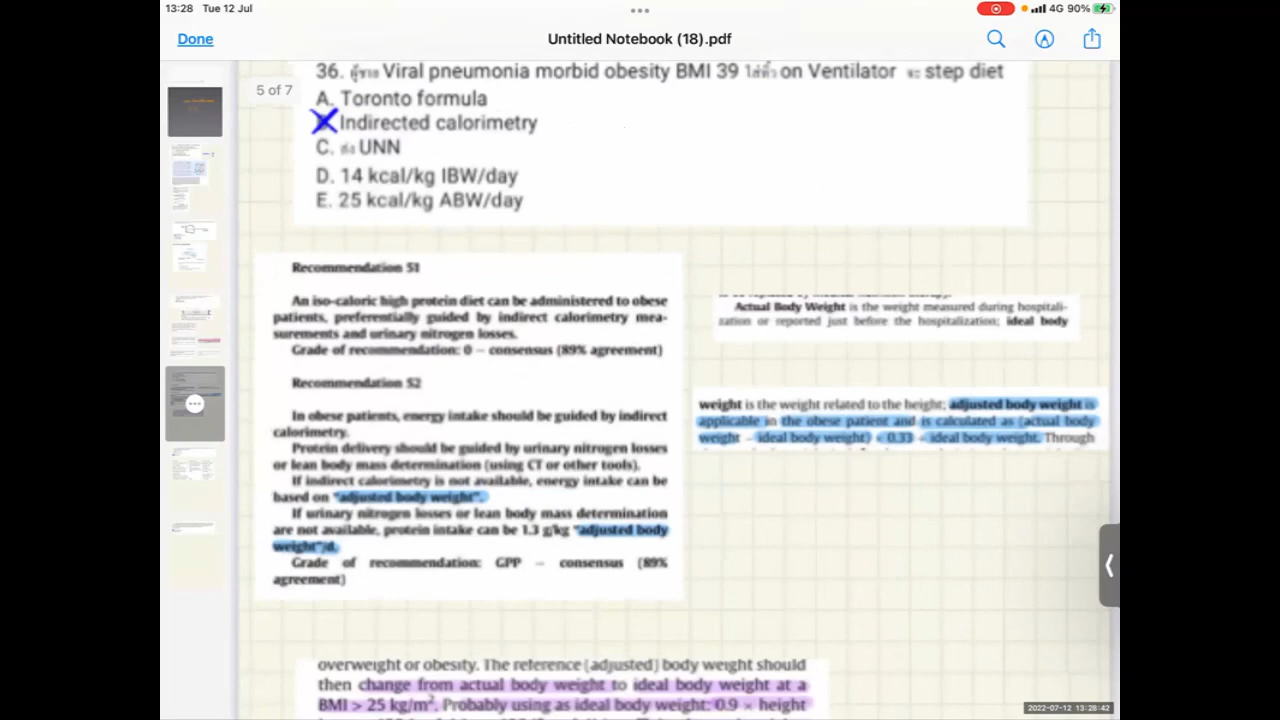 13:28 Tue 12 Jul
4G 90%
Done
Untitled Notebook (18).pdf
5 of 7
36. ผู้ชาย Viral pneumonia morbid obesity BMI 39 ใส่ทิ้ว on Ventilator จะ step diet
A. Toronto formula
Indirected calorimetry
C. ส่ง UNN
D. 14 kcal/kg IBW/day
E. 25 kcal/kg ABW/day
Recommendation 51
An iso-caloric high protein diet can be administered to obese
patients, preferentially guided by indirect calorimetry mea-
surements and urinary nitrogen losses.
Grade of recommendation: 0 – consensus (89% agreement)
Recommendation 52
In obese patients, energy intake should be guided by indirect
calorimetry.
Protein delivery should be guided by urinary nitrogen losses
or lean body mass determination (using CT or other tools).
If indirect calorimetry is not available, energy intake can be
based on "adjusted body weight".
If urinary nitrogen losses or lean body mass determination
are not available, protein intake can be 1.3 g/kg "adjusted body
weight"/d.
Grade of recommendation: GPP – consensus (89%
agreement)
Actual Body Weight is the weight measured during hospitali-
zation or reported just before the hospitalization; ideal body
weight is the weight related to the height; adjusted body weight is
applicable in the obese patient and is calculated as (actual body
weight – ideal body weight) × 0.33 + ideal body weight. Through
overweight or obesity. The reference (adjusted) body weight should
then change from actual body weight to ideal body weight at a
BMI > 25 kg/m². Probably using as ideal body weight: 0.9 × height
2022-07-12 13:28:42